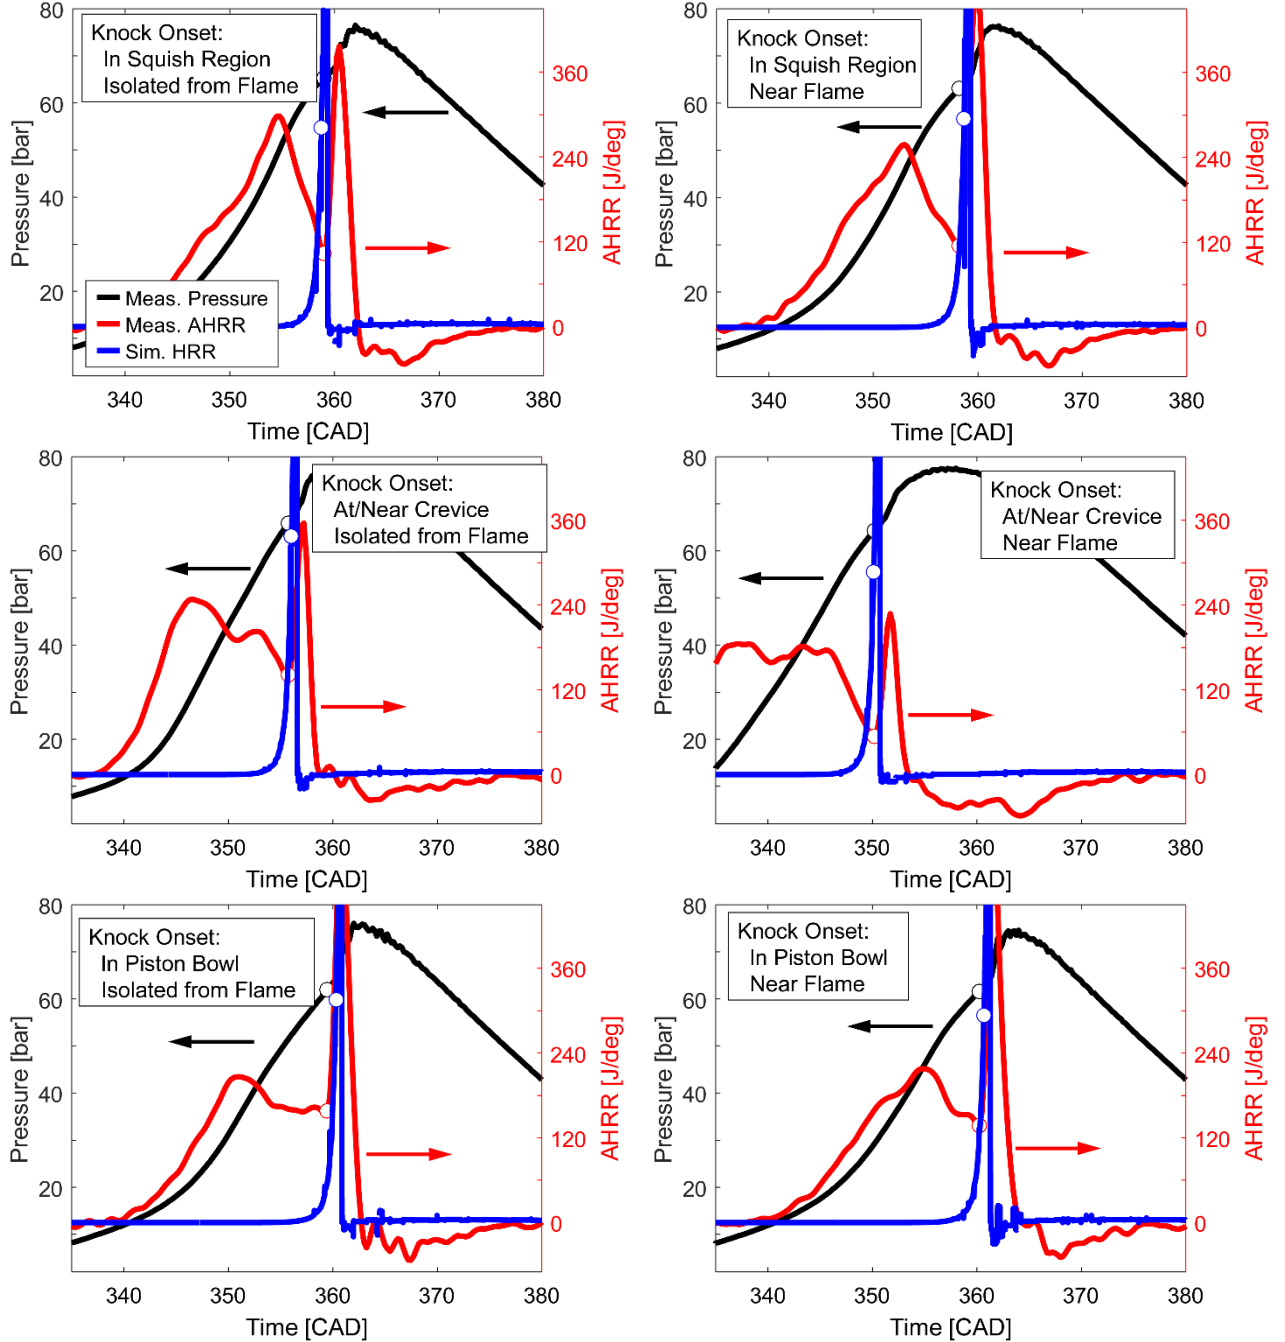 Knock Onset:
In Squish Region
Isolated from Flame
Meas. Pressure
Meas. AHRR
Sim. HRR
80
60
40
20
Pressure [bar]
360
240
120
0
AHRR [J/deg]
340 350 360 370 380
Time [CAD]
Knock Onset:
In Squish Region
Near Flame
80
60
40
20
Pressure [bar]
360
240
120
0
AHRR [J/deg]
340 350 360 370 380
Time [CAD]
Knock Onset:
At/Near Crevice
Isolated from Flame
80
60
40
20
Pressure [bar]
360
240
120
0
AHRR [J/deg]
340 350 360 370 380
Time [CAD]
Knock Onset:
At/Near Crevice
Near Flame
80
60
40
20
Pressure [bar]
360
240
120
0
AHRR [J/deg]
340 350 360 370 380
Time [CAD]
Knock Onset:
In Piston Bowl
Isolated from Flame
80
60
40
20
Pressure [bar]
360
240
120
0
AHRR [J/deg]
340 350 360 370 380
Time [CAD]
Knock Onset:
In Piston Bowl
Near Flame
80
60
40
20
Pressure [bar]
360
240
120
0
AHRR [J/deg]
340 350 360 370 380
Time [CAD]